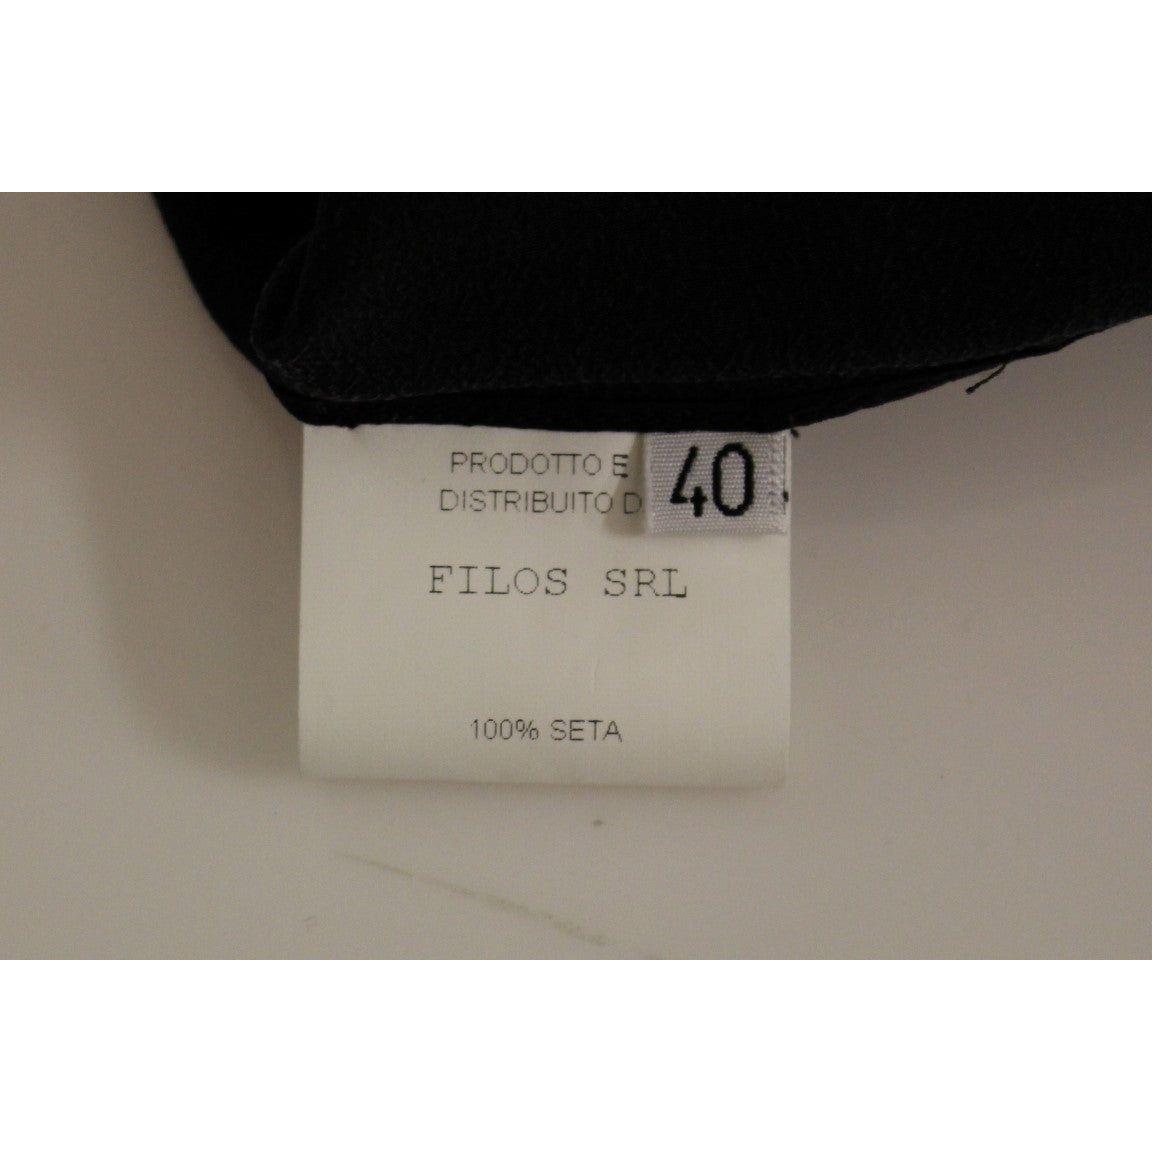 PRODOTTO E
40
DISTRIBUITO D
FILOS SRL
100% SETA